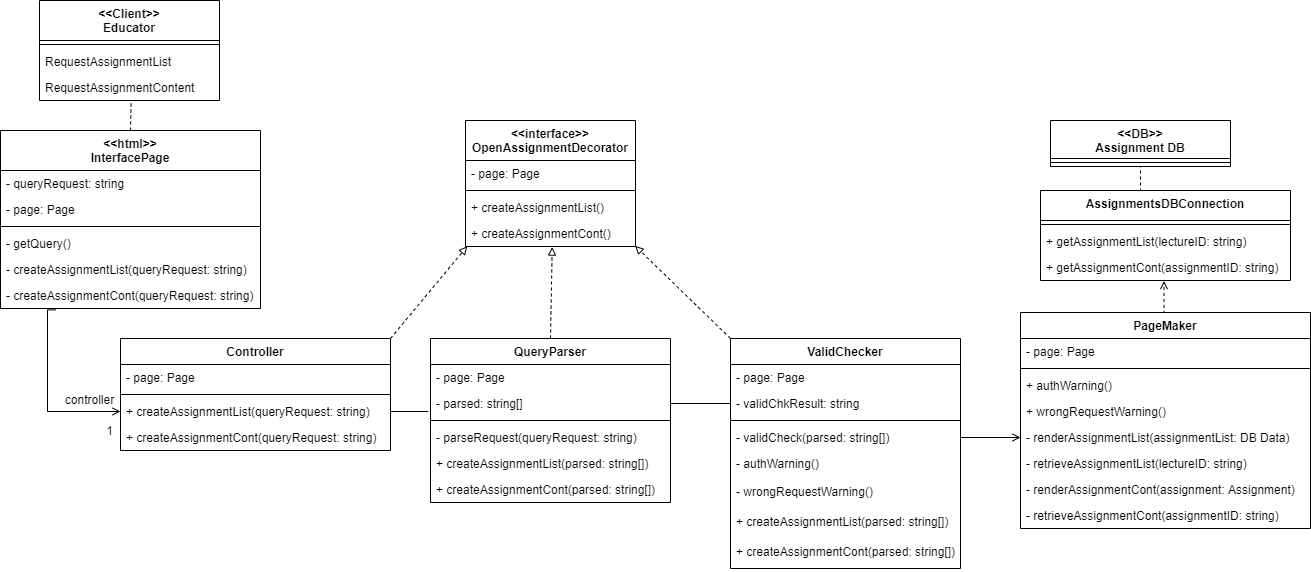 <<Client>>
Educator
RequestAssignmentList
RequestAssignmentContent
<<html>>
InterfacePage
- queryRequest: string
- page: Page
- getQuery()
- createAssignmentList(queryRequest: string)
- createAssignmentCont(queryRequest: string)
controller
1
Controller
- page: Page
+ createAssignmentList(queryRequest: string)
+ createAssignmentCont(queryRequest: string)
<<interface>>
OpenAssignmentDecorator
- page: Page
+ createAssignmentList()
+ createAssignmentCont()
QueryParser
- page: Page
- parsed: string[]
- parseRequest(queryRequest: string)
+ createAssignmentList(parsed: string[])
+ createAssignmentCont(parsed: string[])
ValidChecker
- page: Page
- validChkResult: string
- validCheck(parsed: string[])
- authWarning()
- wrongRequestWarning()
+ createAssignmentList(parsed: string[])
+ createAssignmentCont(parsed: string[])
<<DB>>
Assignment DB
AssignmentsDBConnection
+ getAssignmentList(lectureID: string)
+ getAssignmentCont(assignmentID: string)
PageMaker
- page: Page
+ authWarning()
+ wrongRequestWarning()
- renderAssignmentList(assignmentList: DB Data)
- retrieveAssignmentList(lectureID: string)
- renderAssignmentCont(assignment: Assignment)
- retrieveAssignmentCont(assignmentID: string)